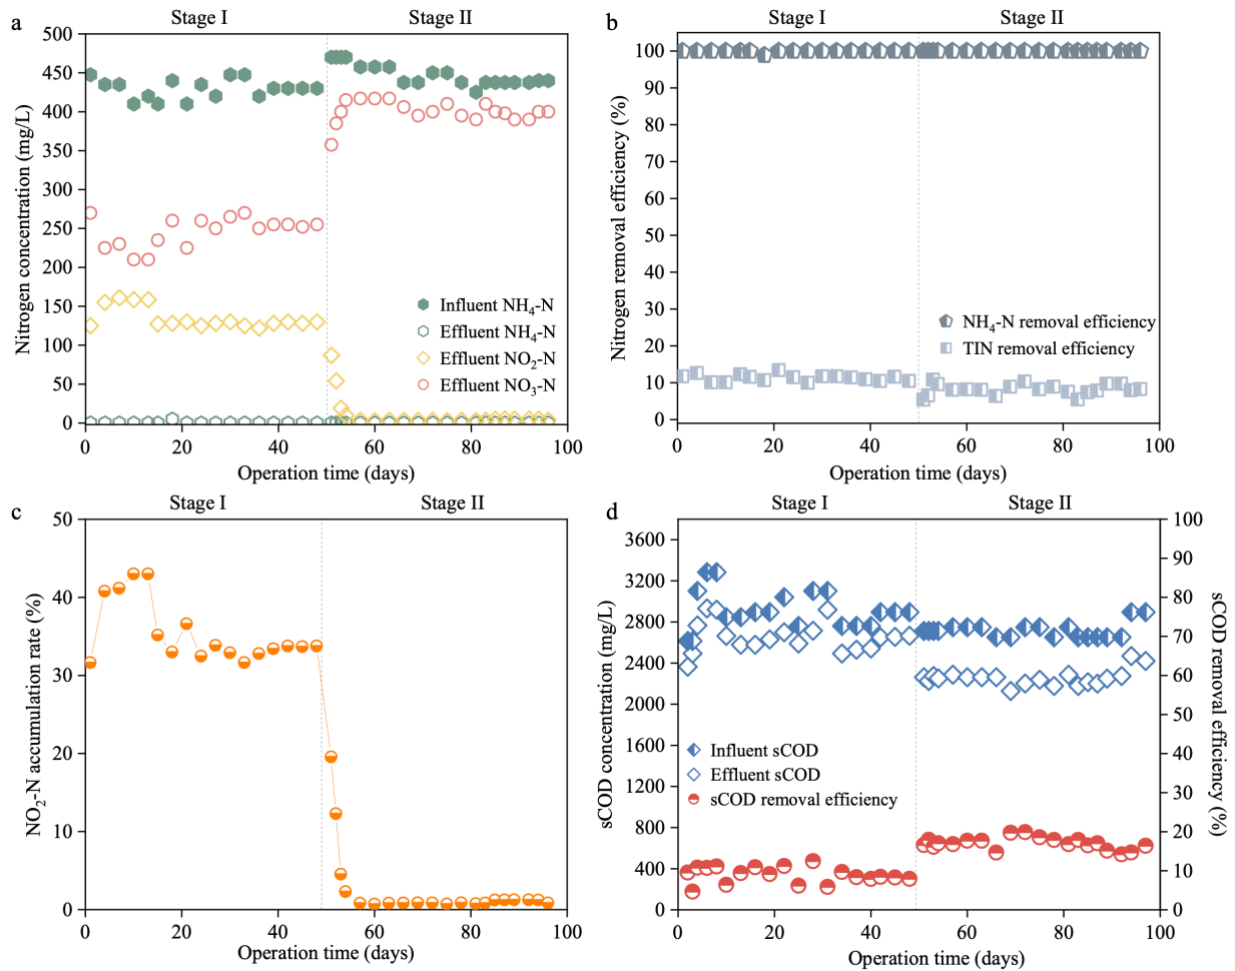 a
Stage I
Stage II
Nitrogen concentration (mg/L)
500
450
400
350
300
250
200
150
100
50
0
Influent NH₄-N
Effluent NH₄-N
Effluent NO₂-N
Effluent NO₃-N
0 20 40 60 80 100
Operation time (days)
b
Stage I
Stage II
Nitrogen removal efficiency (%)
100
90
80
70
60
50
40
30
20
10
0
NH₄-N removal efficiency
TIN removal efficiency
0 20 40 60 80 100
Operation time (days)
c
Stage I
Stage II
NO₂-N accumulation rate (%)
50
40
30
20
10
0
0 20 40 60 80 100
Operation time (days)
d
Stage I
Stage II
sCOD concentration (mg/L)
3600
3200
2800
2400
2000
1600
1200
800
400
0
Influent sCOD
Effluent sCOD
sCOD removal efficiency
100
90
80
70
60
50
40
30
20
10
0
sCOD removal
efficiency (%)
0 20 40 60 80 100
Operation time (days)